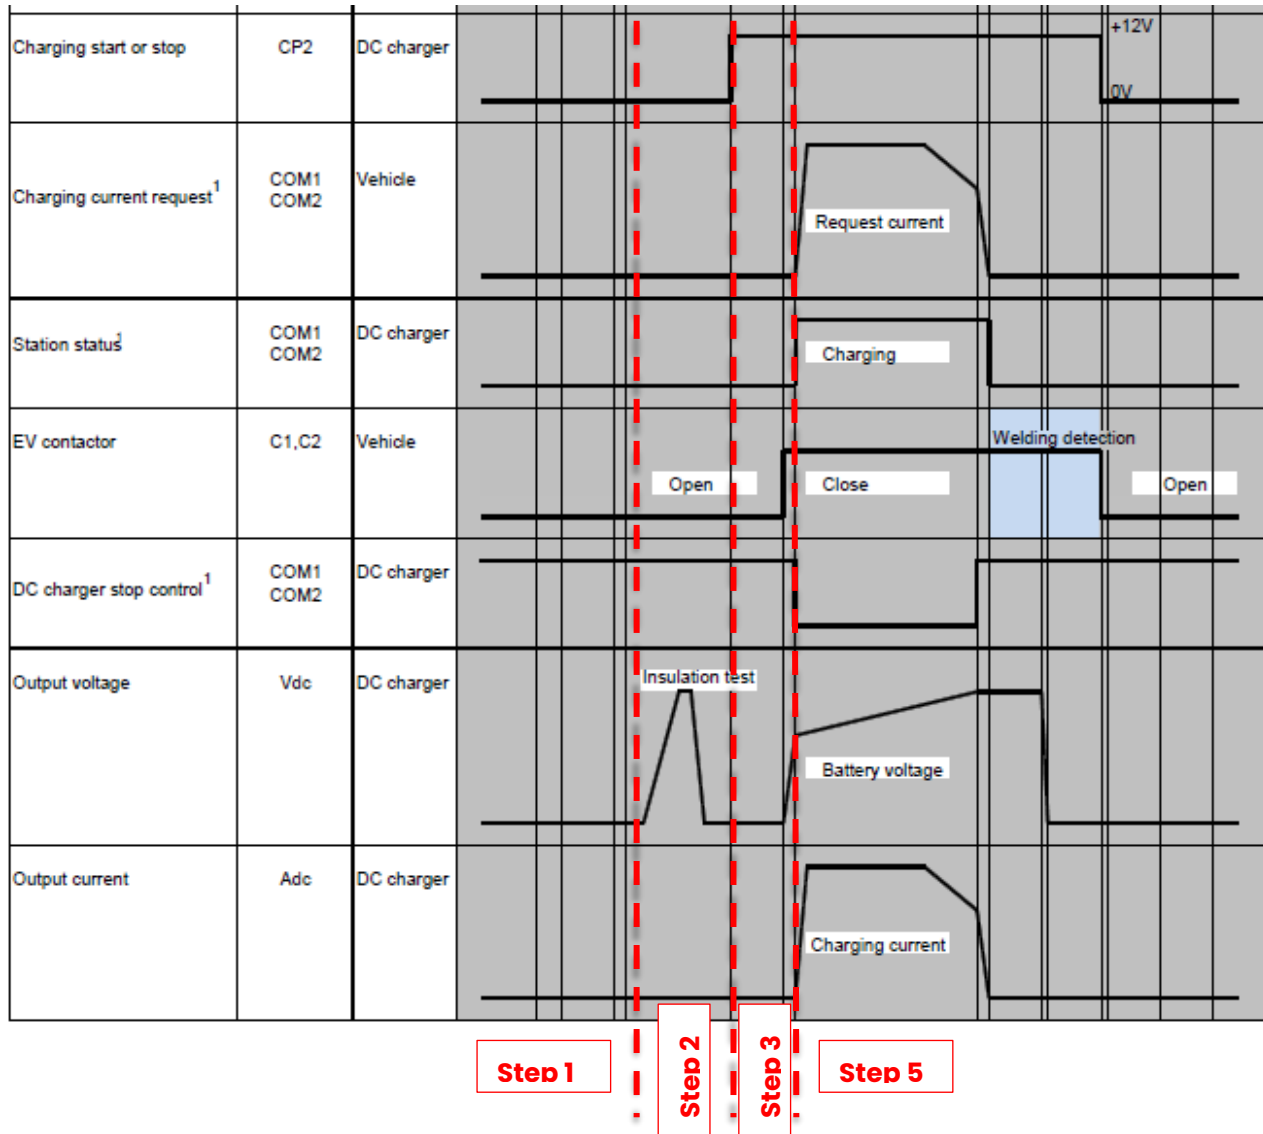 Charging start or stop CP2 DC charger +12V
0V
Charging current request1 COM1 COM2 Vehicle
Request current
Station status1 COM1 COM2 DC charger
Charging
EV contactor C1,C2 Vehicle Welding detection
Open Close Open
DC charger stop control1 COM1 COM2 DC charger
Output voltage Vdc DC charger Insulation test
Battery voltage
Output current Adc DC charger
Charging current
Step 1 Step 2 Step 3 Step 5